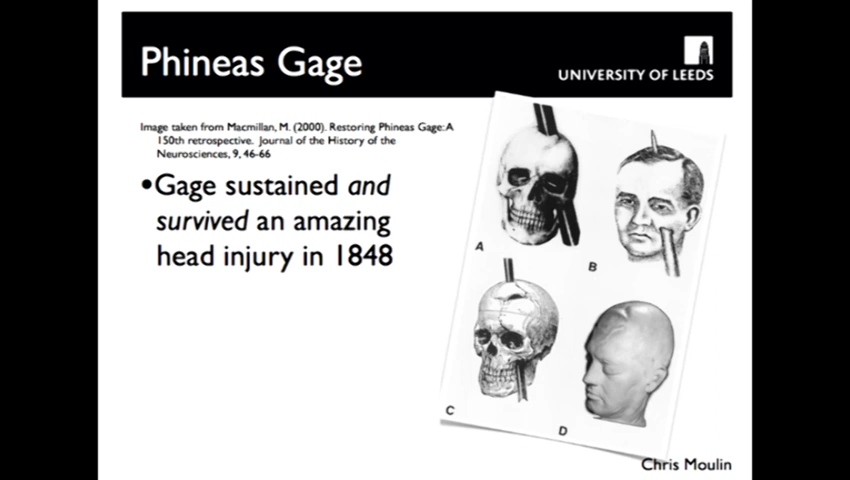 Phineas Gage
UNIVERSITY OF LEEDS
Image taken from Macmillan, M. (2000). Restoring Phineas Gage: A
150th retrospective. Journal of the History of the
Neurosciences, 9, 46-66
•Gage sustained and
survived an amazing
head injury in 1848
A
B
C
D
Chris Moulin